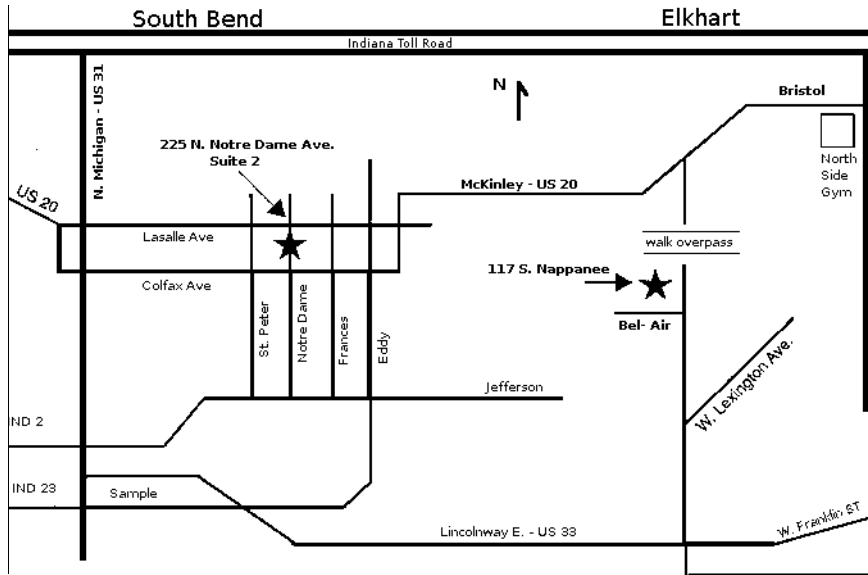 South Bend
Elkhart
Indiana Toll Road
N. Michigan - US 31
N
Bristol
225 N. Notre Dame Ave.
Suite 2
North
Side
Gym
US 20
McKinley - US 20
Lasalle Ave
walk overpass
117 S. Nappanee
Colfax Ave
St. Peter
Notre Dame
Frances
Eddy
Bel- Air
W. Lexington Ave.
Jefferson
IND 2
IND 23
Sample
Lincolnway E. - US 33
W. Franklin ST